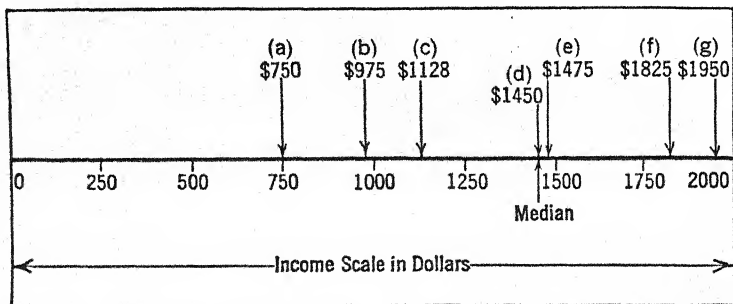 (a) (b) (c) (e) (f) (g)
$750 $975 $1128 (d) $1475 $1825 $1950
$1450
0 250 500 750 1000 1250 1500 1750 2000
Median
Income Scale in Dollars